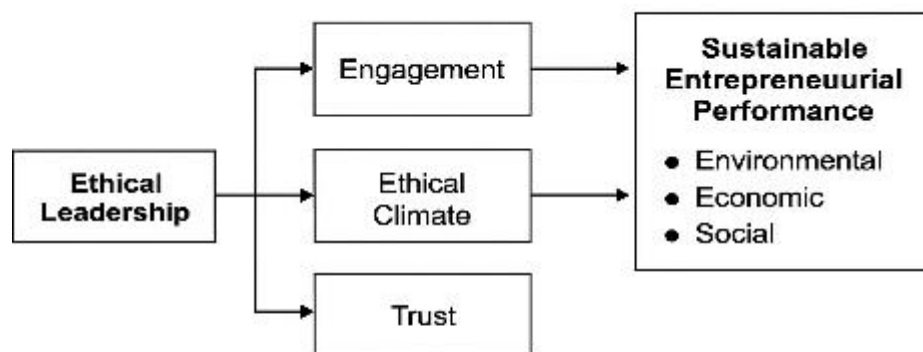 Ethical
Leadership
Engagement
Ethical
Climate
Trust
Sustainable
Entrepreneuurial
Performance
● Environmental
● Economic
● Social